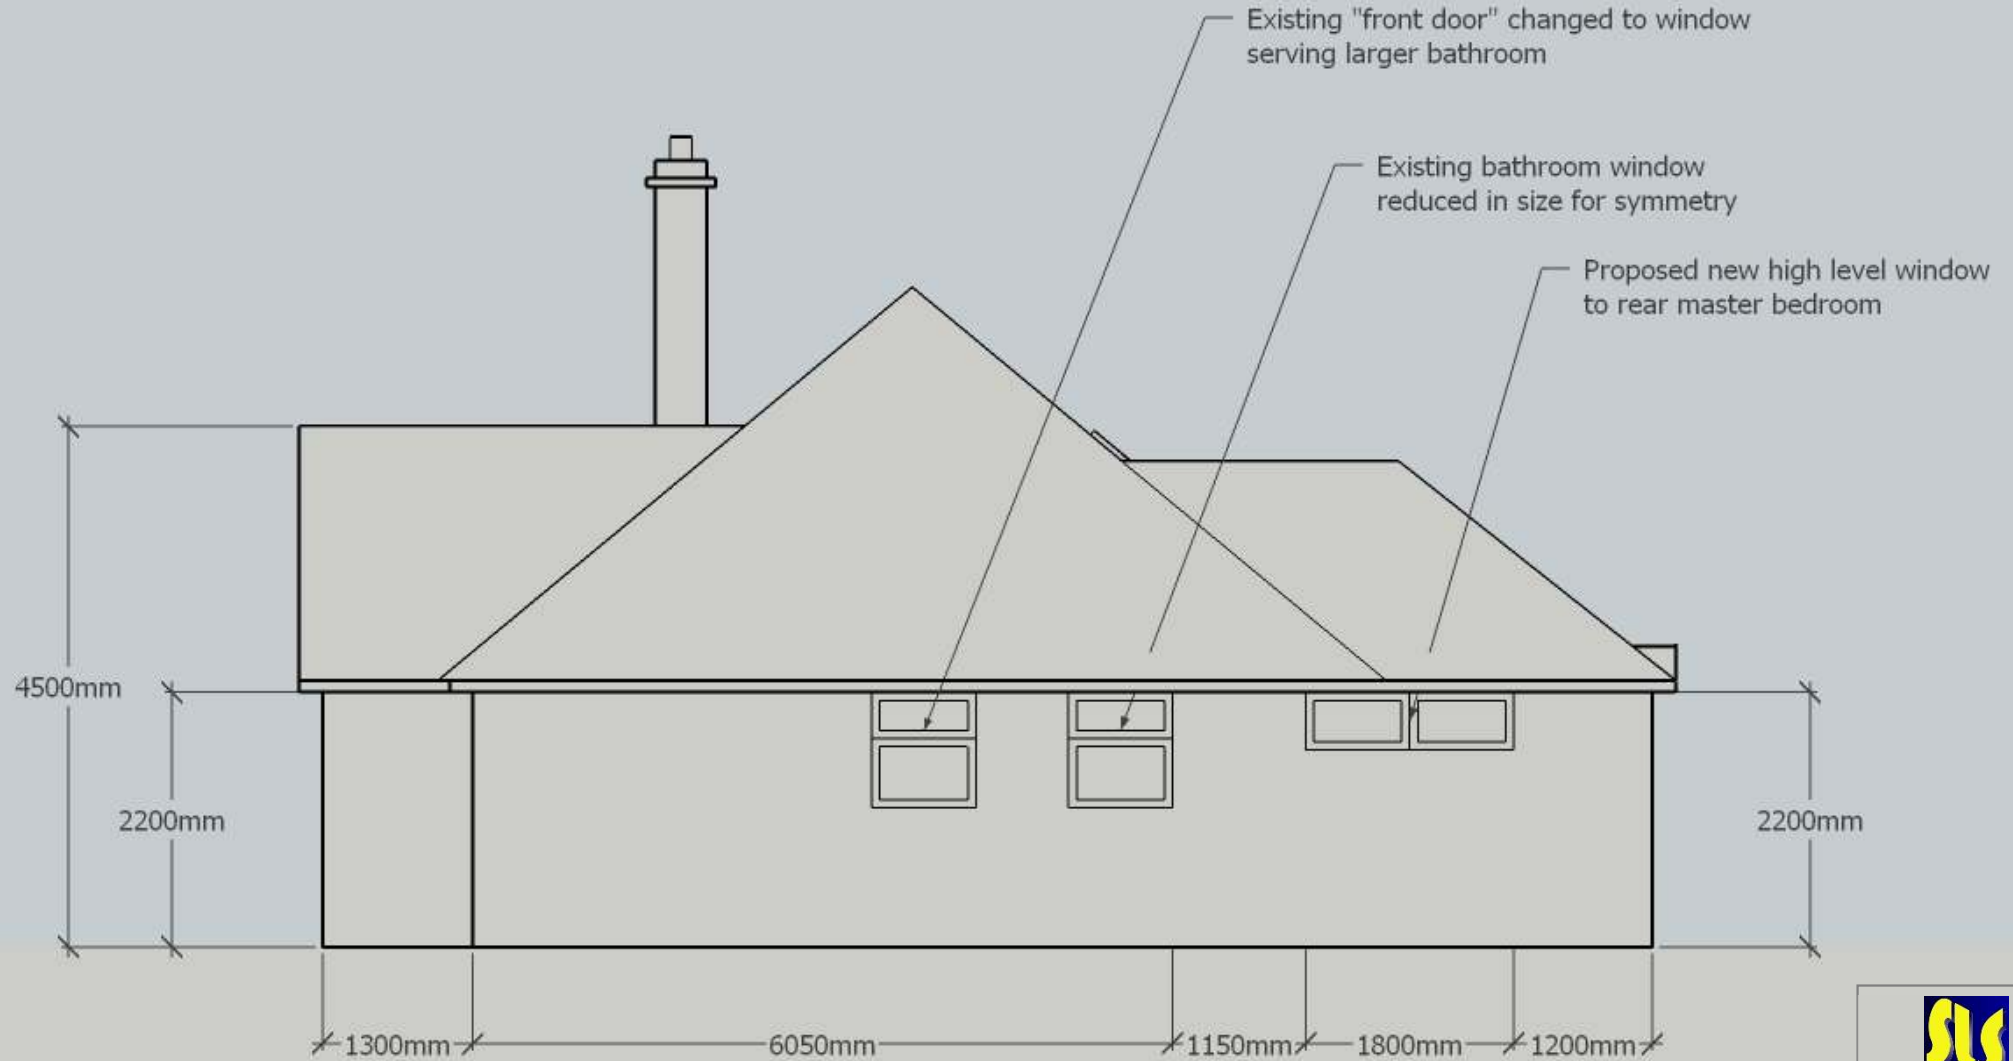 Existing "front door" changed to window
serving larger bathroom
Existing bathroom window
reduced in size for symmetry
Proposed new high level window
to rear master bedroom
4500mm
2200mm
2200mm
1300mm
6050mm
1150mm
1800mm
1200mm
SLS